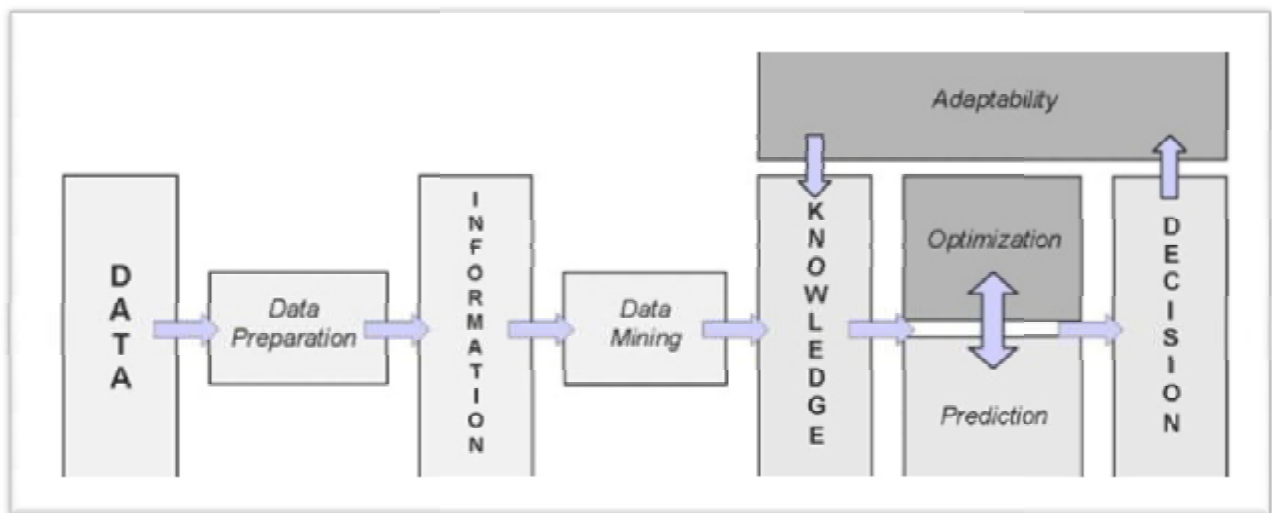 Adaptability
DATA
Data
Preparation
INFORMATION
Data
Mining
KNOWLEDGE
Optimization
Prediction
DECISION